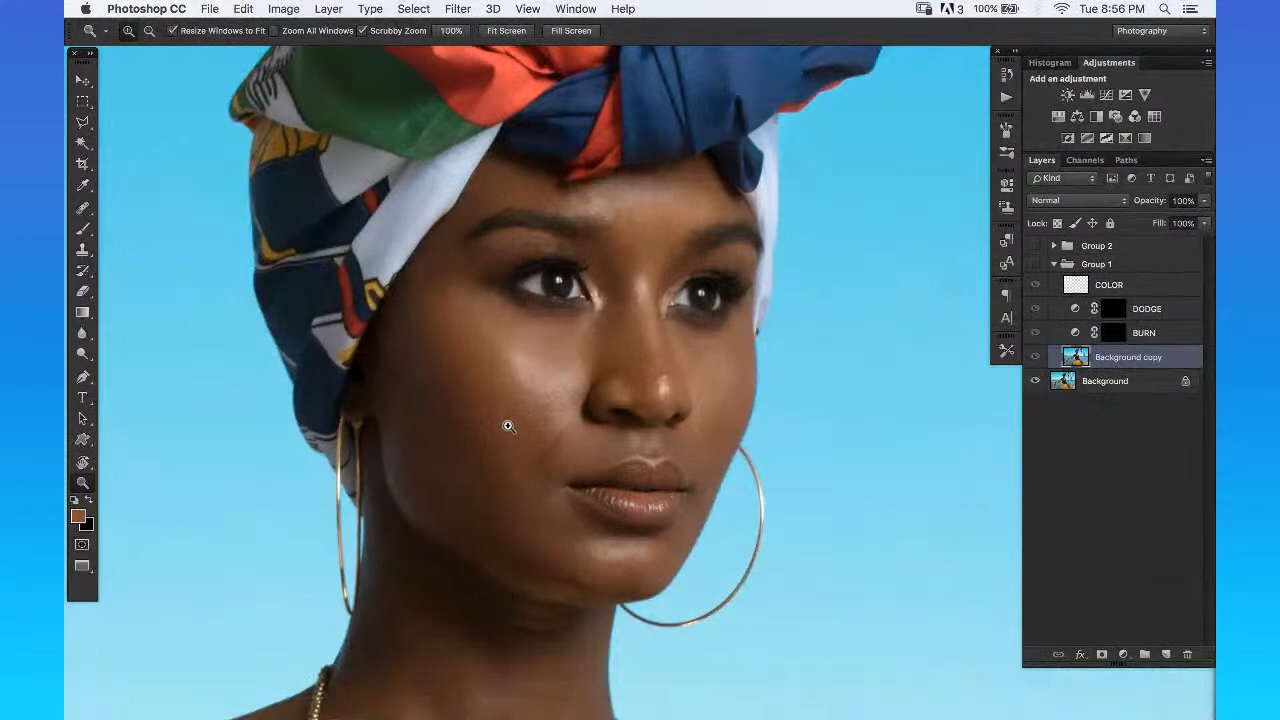 Photoshop CC File Edit Image Layer Type Select Filter 3D View Window Help 3 100% Tue 8:56 PM
Resize Windows to Fit Zoom All Windows Scrubby Zoom 100% Fit Screen Fill Screen Photography
Histogram Adjustments
Add an adjustment
Layers Channels Paths
Kind
Normal Opacity: 100%
Lock: Fill: 100%
Group 2
Group 1
COLOR
DODGE
BURN
Background copy
Background